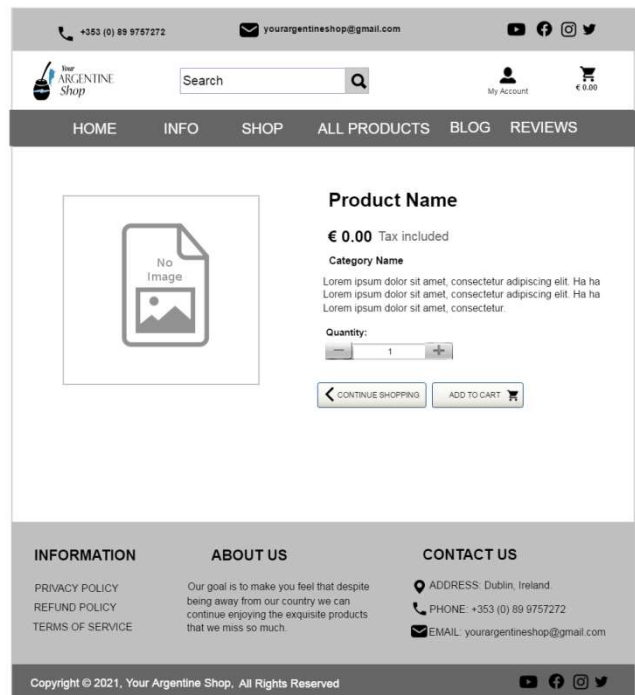 +353 (0) 89 9757272
yourargentineshop@gmail.com
Your
ARGENTINE
Shop
Search
My Account
€ 0.00
HOME INFO SHOP ALL PRODUCTS BLOG REVIEWS
No
Image
Product Name
€ 0.00 Tax included
Category Name
Lorem ipsum dolor sit amet, consectetur adipiscing elit. Ha ha
Lorem ipsum dolor sit amet, consectetur adipiscing elit. Ha ha
Lorem ipsum dolor sit amet, consectetur.
Quantity:
1
CONTINUE SHOPPING
ADD TO CART
INFORMATION
PRIVACY POLICY
REFUND POLICY
TERMS OF SERVICE
ABOUT US
Our goal is to make you feel that despite
being away from our country we can
continue enjoying the exquisite products
that we miss so much.
CONTACT US
ADDRESS: Dublin, Ireland.
PHONE: +353 (0) 89 9757272
EMAIL: yourargentineshop@gmail.com
Copyright © 2021, Your Argentine Shop, All Rights Reserved